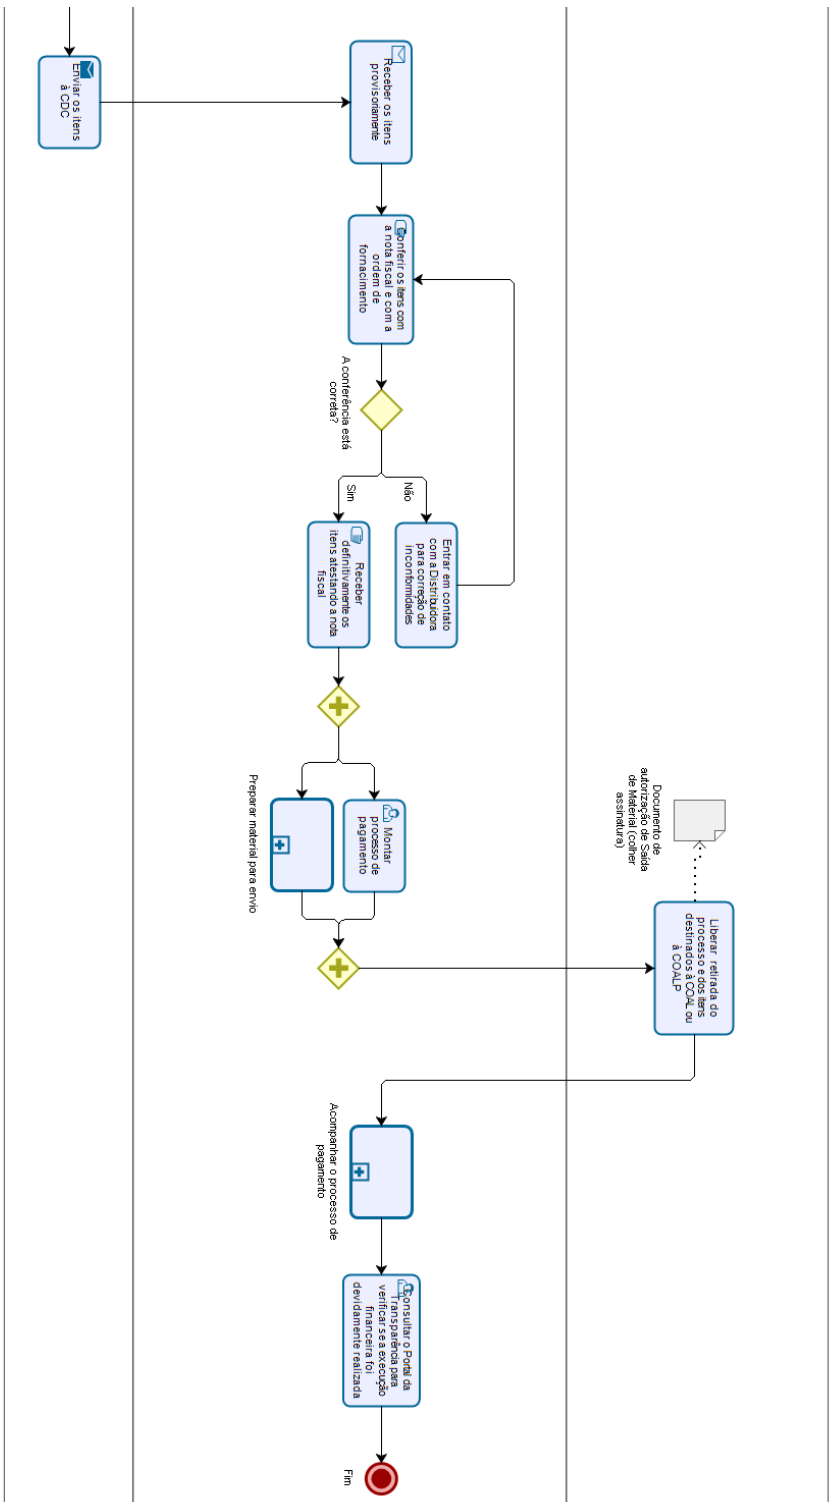 Enviar os itens
à CDC
Receber os itens
provisoriamente
Conferir os itens com
a nota fiscal e com a
ordem de
fornacimento
A conferência está
correta?
Não
Sim
Entrar em contato
com a Distribuidora
para correção de
inconformidades
Receber
definitivamente os
itens atestando a nota
fiscal
Montar
processo de
pagamento
Preparar material para envio
Documento de
autorização de Saída
de Material (colher
assinatura)
Liberar retirada do
processo e dos itens
destinados à COAL ou
à COALP
Acompanhar o processo de
pagamento
Consultar o Portal da
Transparência para
verificar se a execução
financeira foi
devidamente realizada
Fim